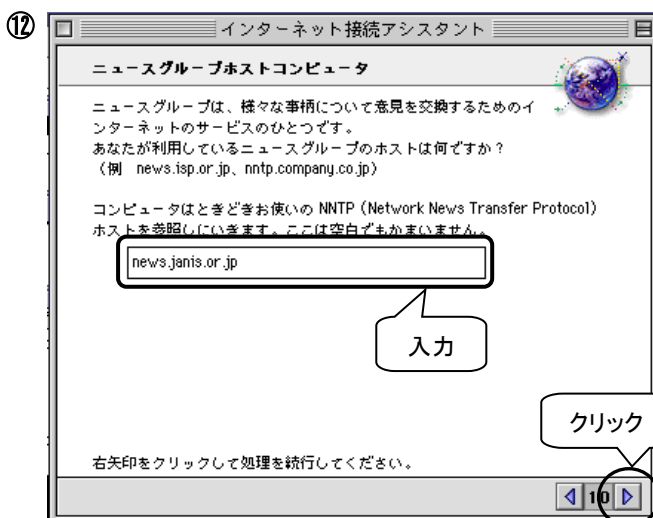 ⑫
インターネット接続アシスタント
ニュースグループホストコンピュータ
ニュースグループは、様々な事柄について意見を交換するためのイ
ンターネットのサービスのひとつです。
あなたが利用しているニュースグループのホストは何ですか？
（例　news.isp.or.jp、nntp.company.co.jp）
コンピュータはときどきお使いの NNTP（Network News Transfer Protocol）
ホストを参照しにいきます。ここは空白でもかまいません。
news.janis.or.jp
入力
クリック
右矢印をクリックして処理を続行してください。
10